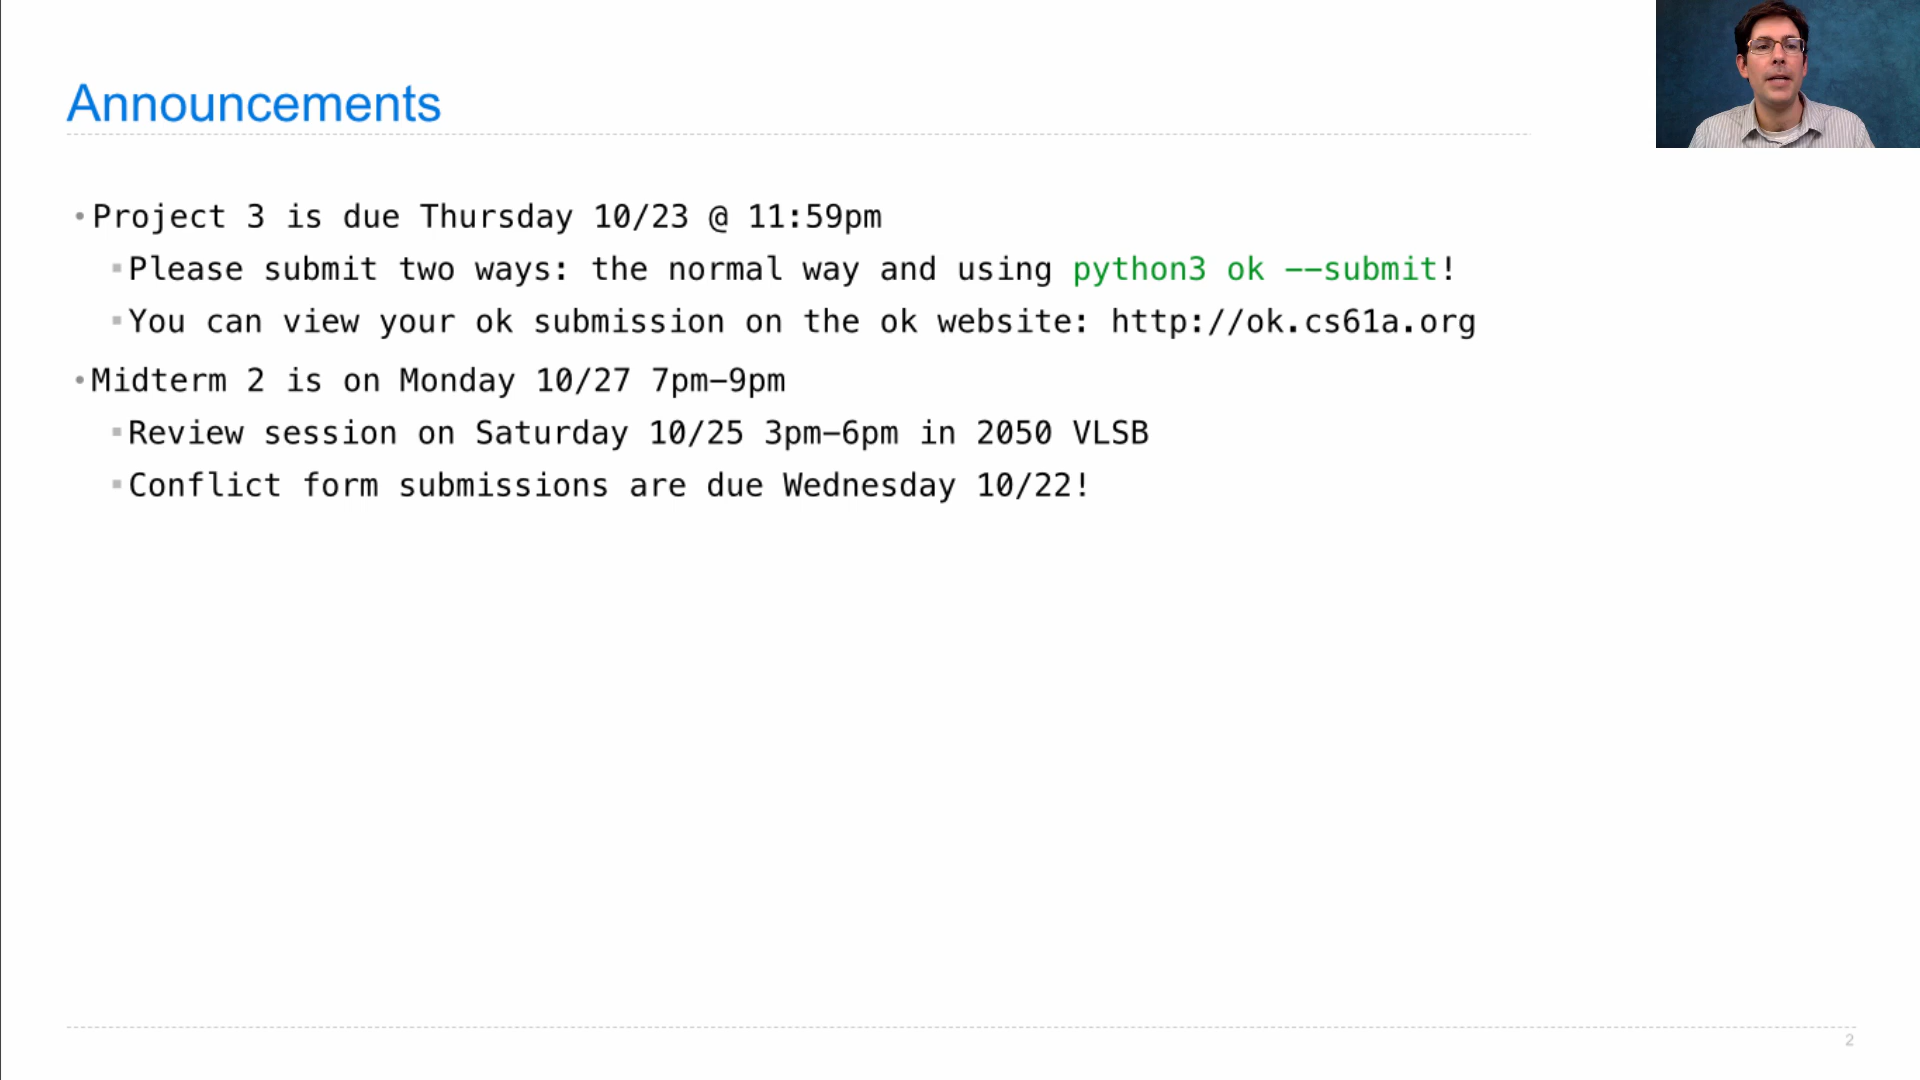 Announcements
•Project 3 is due Thursday 10/23 @ 11:59pm
▪Please submit two ways: the normal way and using python3 ok --submit!
▪You can view your ok submission on the ok website: http://ok.cs61a.org
•Midterm 2 is on Monday 10/27 7pm-9pm
▪Review session on Saturday 10/25 3pm-6pm in 2050 VLSB
▪Conflict form submissions are due Wednesday 10/22!
2